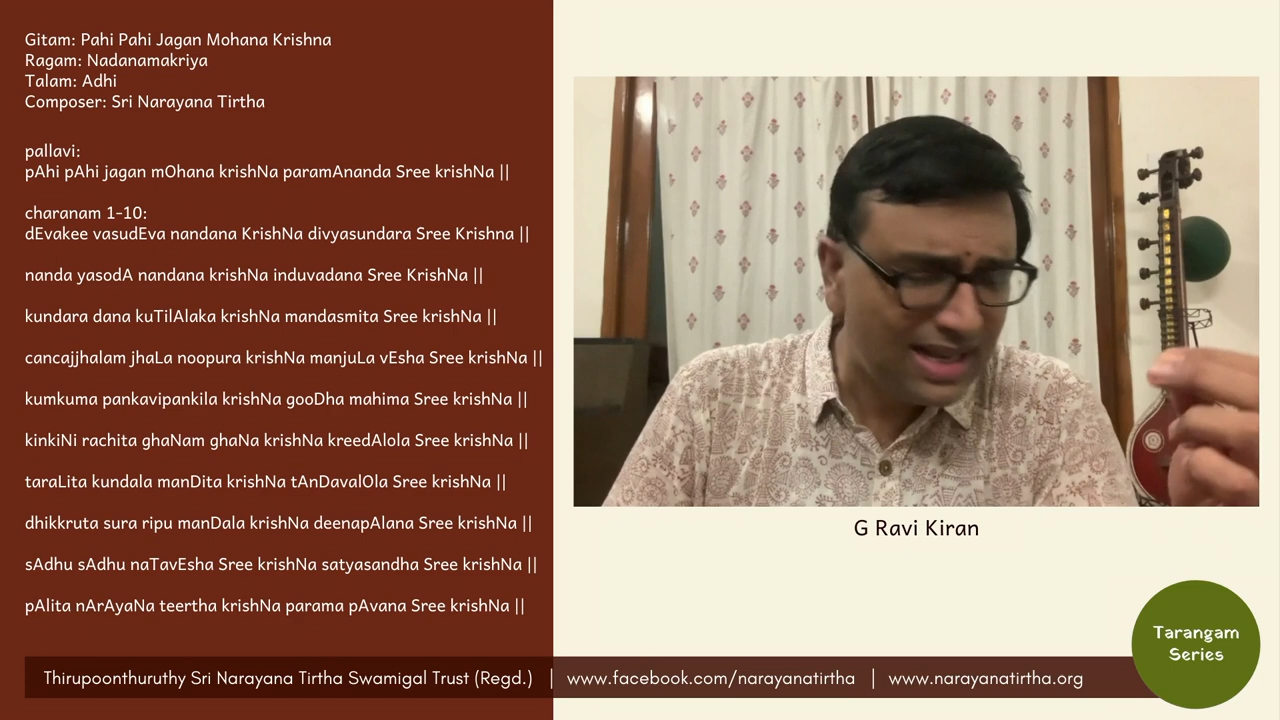 Gitam: Pahi Pahi Jagan Mohana Krishna
Ragam: Nadanamakriya
Talam: Adhi
Composer: Sri Narayana Tirtha
pallavi:
pAhi pAhi jagan mOhana krishNa paramAnanda Sree krishNa ||
charanam 1-10:
dEvakee vasudEva nandana KrishNa divyasundara Sree Krishna ||
nanda yasodA nandana krishNa induvadana Sree KrishNa ||
kundara dana kuTilAlaka krishNa mandasmita Sree krishNa ||
cancajjhalam jhaLa noopura krishNa manjuLa vEsha Sree krishNa ||
kumkuma pankavipankila krishNa gooDha mahima Sree krishNa ||
kinkiNi rachita ghaNam ghaNa krishNa kreedAlola Sree krishNa ||
taraLita kundala manDita krishNa tAnDavalOla Sree krishNa ||
dhikkruta sura ripu manDala krishNa deenapAlana Sree krishNa ||
sAdhu sAdhu naTavEsha Sree krishNa satyasandha Sree krishNa ||
pAlita nArAyaNa teertha krishNa parama pAvana Sree krishNa ||
G Ravi Kiran
Tarangam
Series
Thirupoonthuruthy Sri Narayana Tirtha Swamigal Trust (Regd.) | www.facebook.com/narayanatirtha | www.narayanatirtha.org